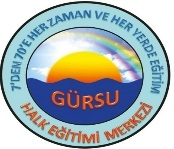 7'DEN 70'E HER ZAMAN VE HER YERDE EĞİTİM
GÜRSU
HALK EĞİTİMİ MERKEZİ